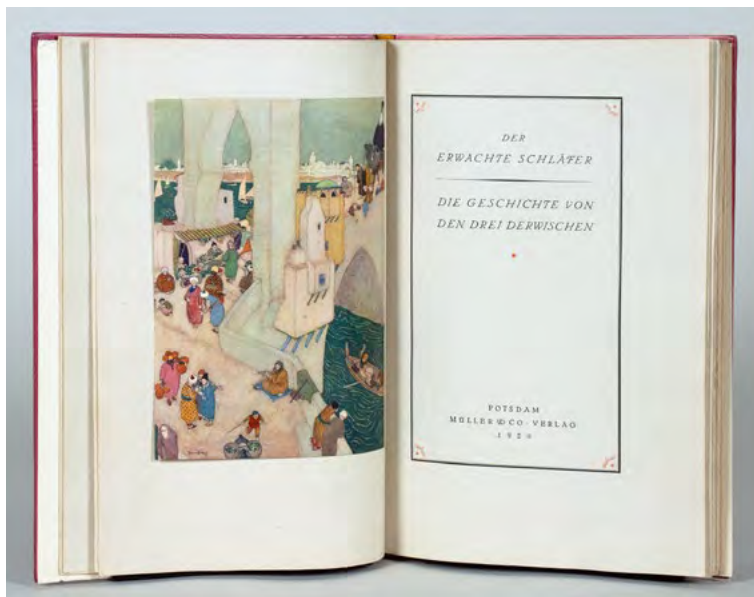 DER
ERWACHTE SCHLÄFER
DIE GESCHICHTE VON
DEN DREI DERWISCHEN
POTSDAM
MÜLLER & CO · VERLAG
1920